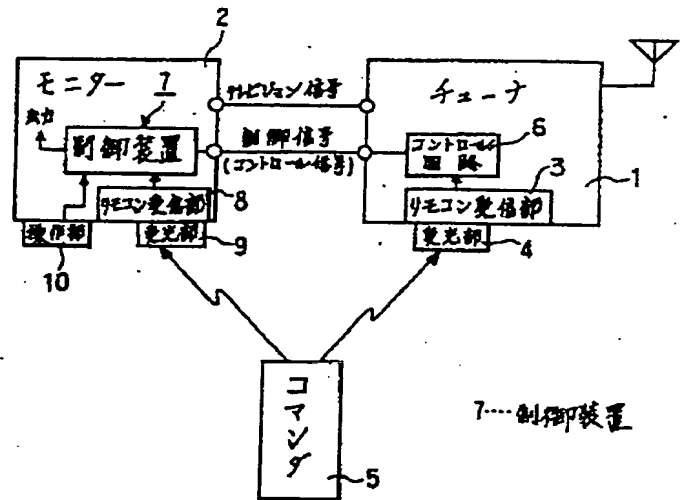 2
モニター 7
出力
制御装置
リモコン受信部
8
操作部
受光部
9
10
テレビジョン信号
制御信号
(コントロール信号)
チューナ
コントロール
回路
6
3
リモコン受信部
1
受光部
4
コマンダ
5
7‥‥制御装置